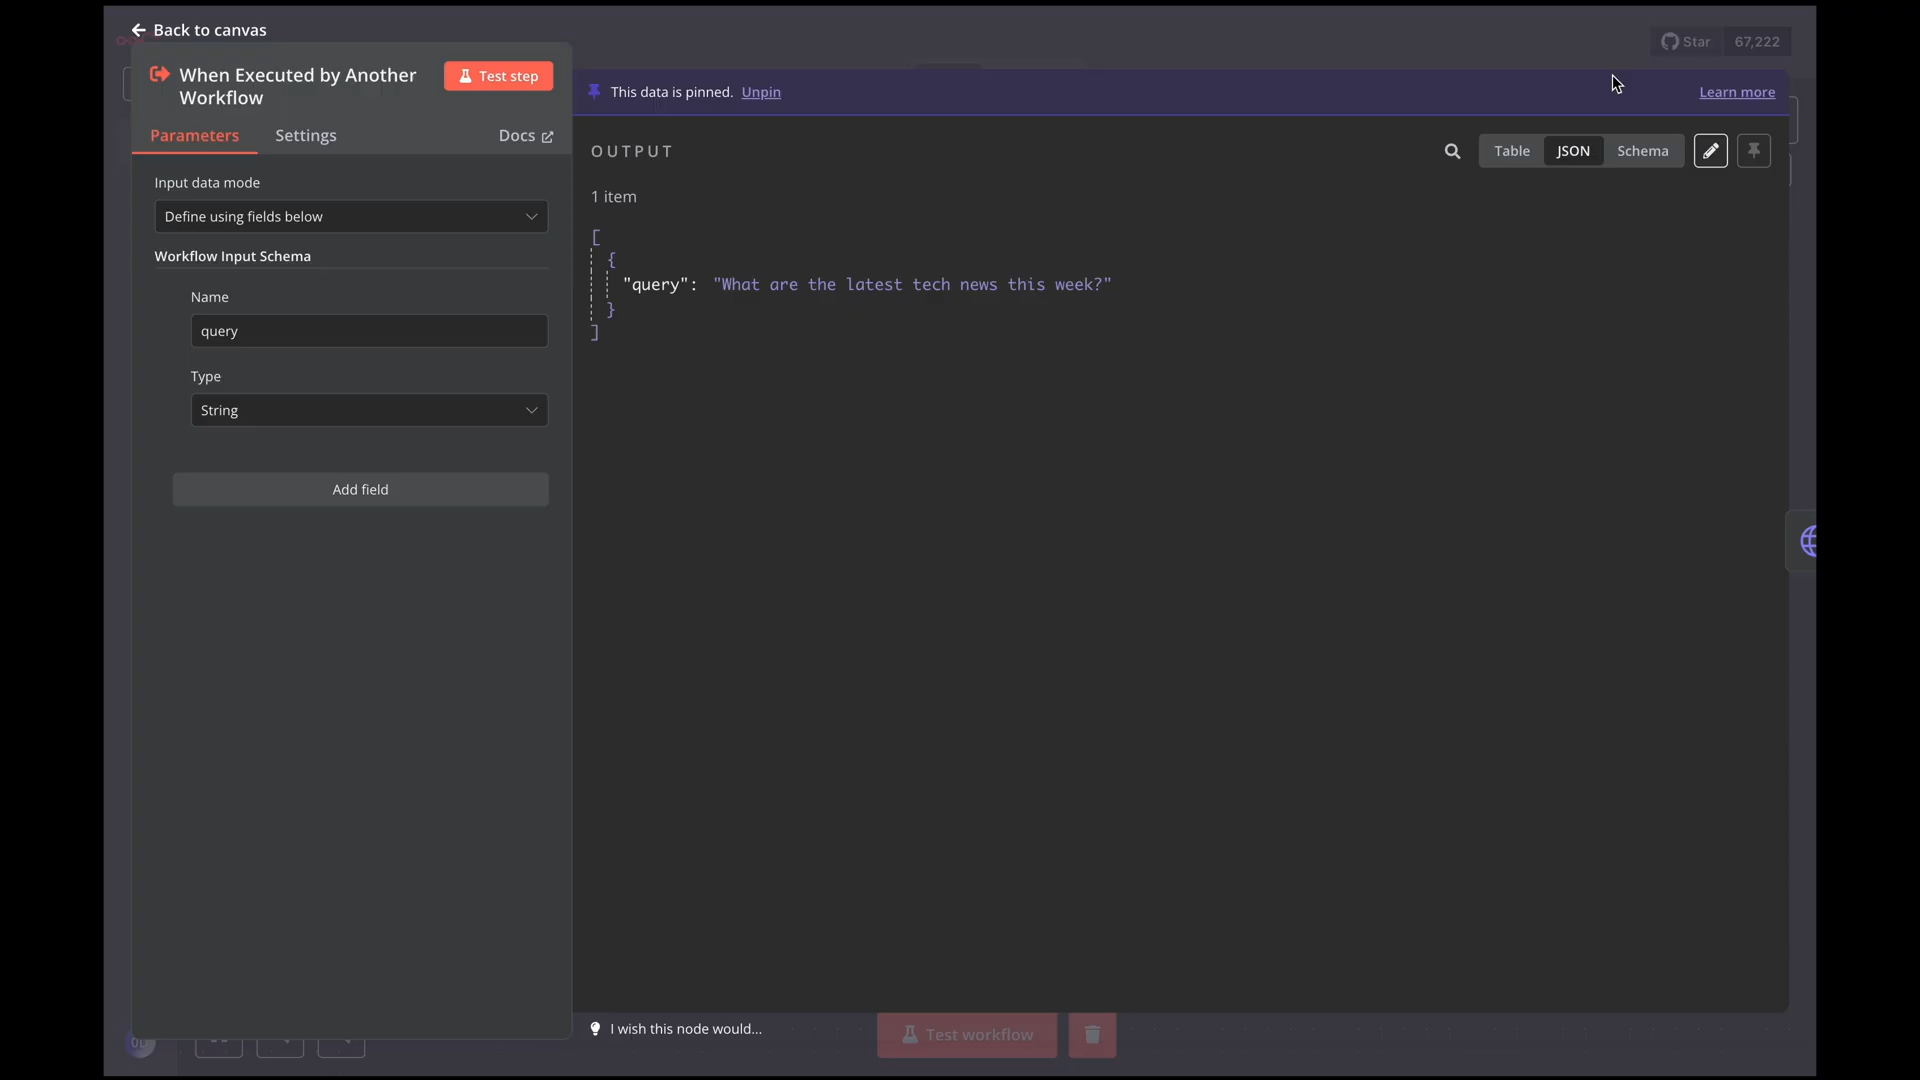 Back to canvas
Star 67,222
When Executed by Another
Workflow
Test step
This data is pinned. Unpin
Learn more
Parameters
Settings
Docs
OUTPUT
Table
JSON
Schema
Input data mode
1 item
Define using fields below
[
{
"query": "What are the latest tech news this week?"
}
]
Workflow Input Schema
Name
query
Type
String
Add field
I wish this node would...
Test workflow